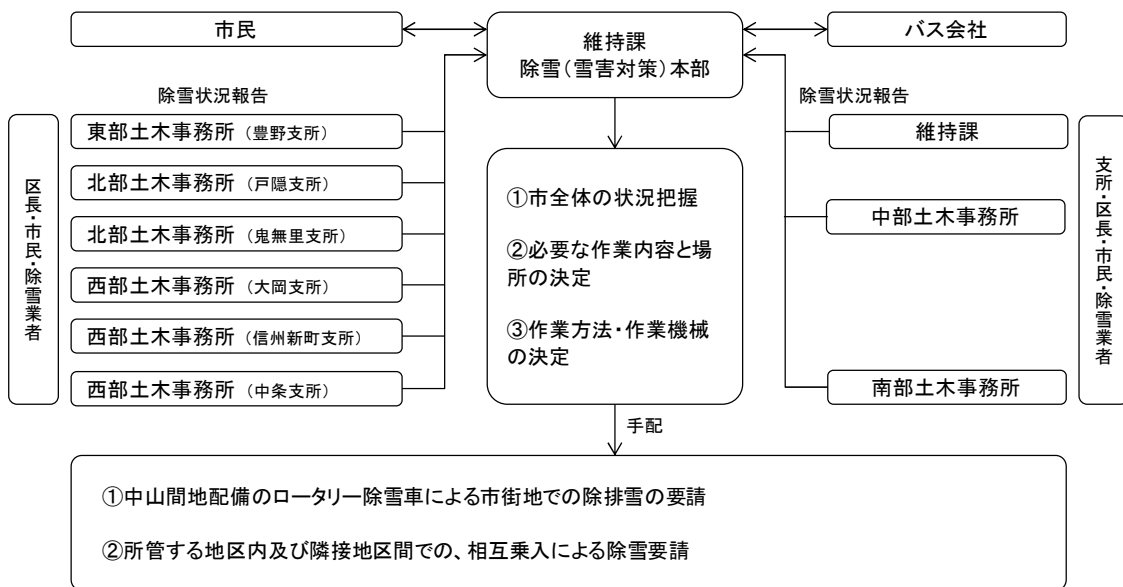 市民
維持課
除雪（雪害対策）本部
バス会社
除雪状況報告
除雪状況報告
区長・市民・除雪業者
東部土木事務所（豊野支所）
北部土木事務所（戸隠支所）
北部土木事務所（鬼無里支所）
西部土木事務所（大岡支所）
西部土木事務所（信州新町支所）
西部土木事務所（中条支所）
①市全体の状況把握
②必要な作業内容と場
所の決定
③作業方法・作業機械
の決定
維持課
中部土木事務所
南部土木事務所
支所・区長・市民・除雪業者
手配
①中山間地配備のロータリー除雪車による市街地での除排雪の要請
②所管する地区内及び隣接地区間での、相互乗入による除雪要請